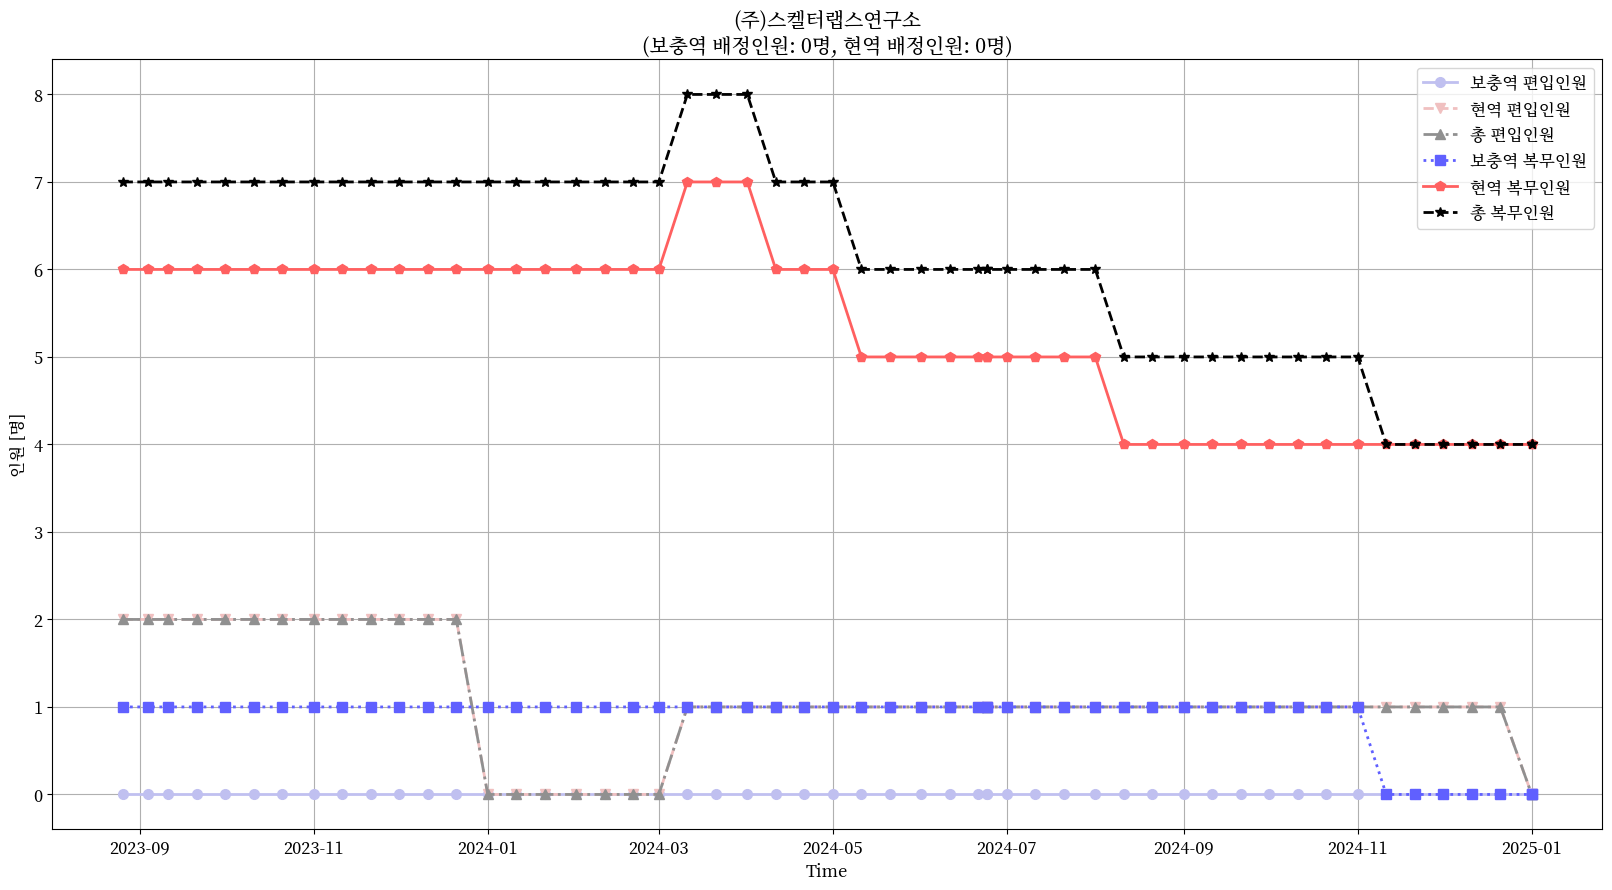 (주)스켈터랩스연구소
(보충역 배정인원: 0명, 현역 배정인원: 0명)
보충역 편입인원
현역 편입인원
총 편입인원
보충역 복무인원
현역 복무인원
총 복무인원
인원 [명]
8
7
6
5
4
3
2
1
0
2023-09
2023-11
2024-01
2024-03
2024-05
2024-07
2024-09
2024-11
2025-01
Time